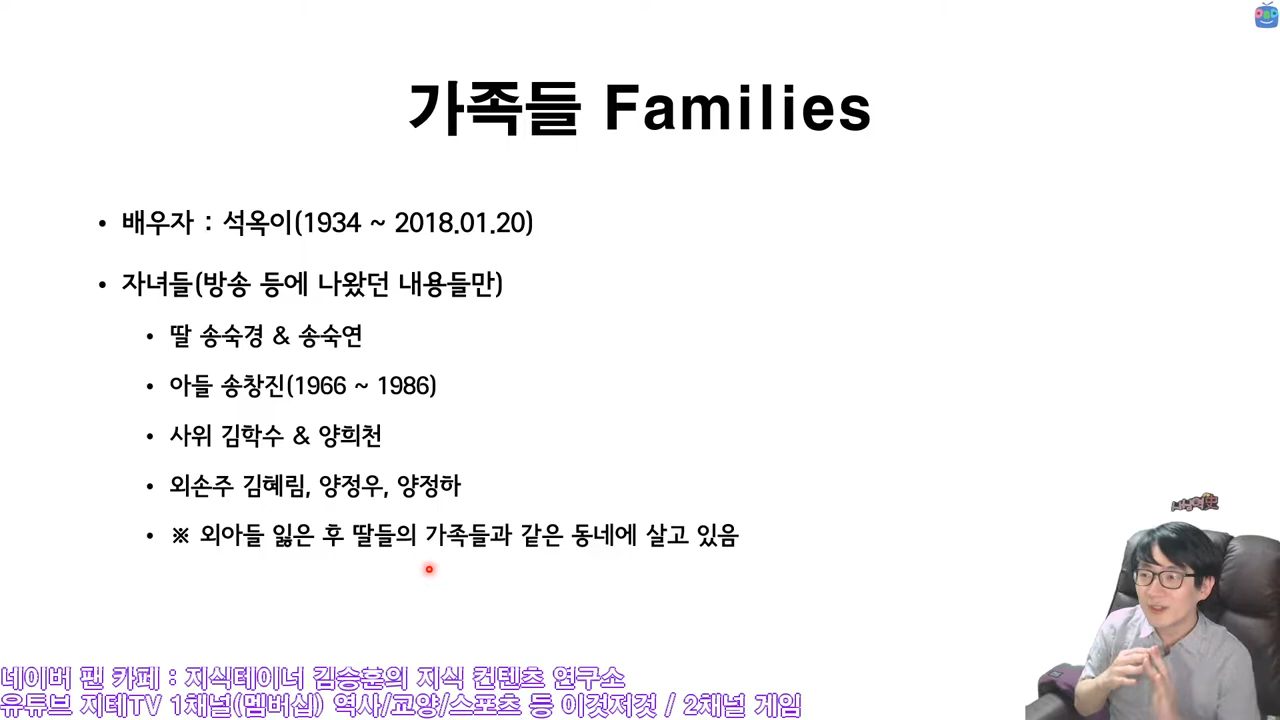 가족들 Families
• 배우자 : 석옥이(1934 ~ 2018.01.20)
• 자녀들(방송 등에 나왔던 내용들만)
• 딸 송숙경 & 송숙연
• 아들 송창진(1966 ~ 1986)
• 사위 김학수 & 양희천
• 외손주 김혜림, 양정우, 양정하
• ※ 외아들 잃은 후 딸들의 가족들과 같은 동네에 살고 있음
네이버 팬 카페 : 지식테이너 김승훈의 지식 컨텐츠 연구소
유튜브 지테TV 1채널(멤버십) 역사/교양/스포츠 등 이것저것 / 2채널 게임